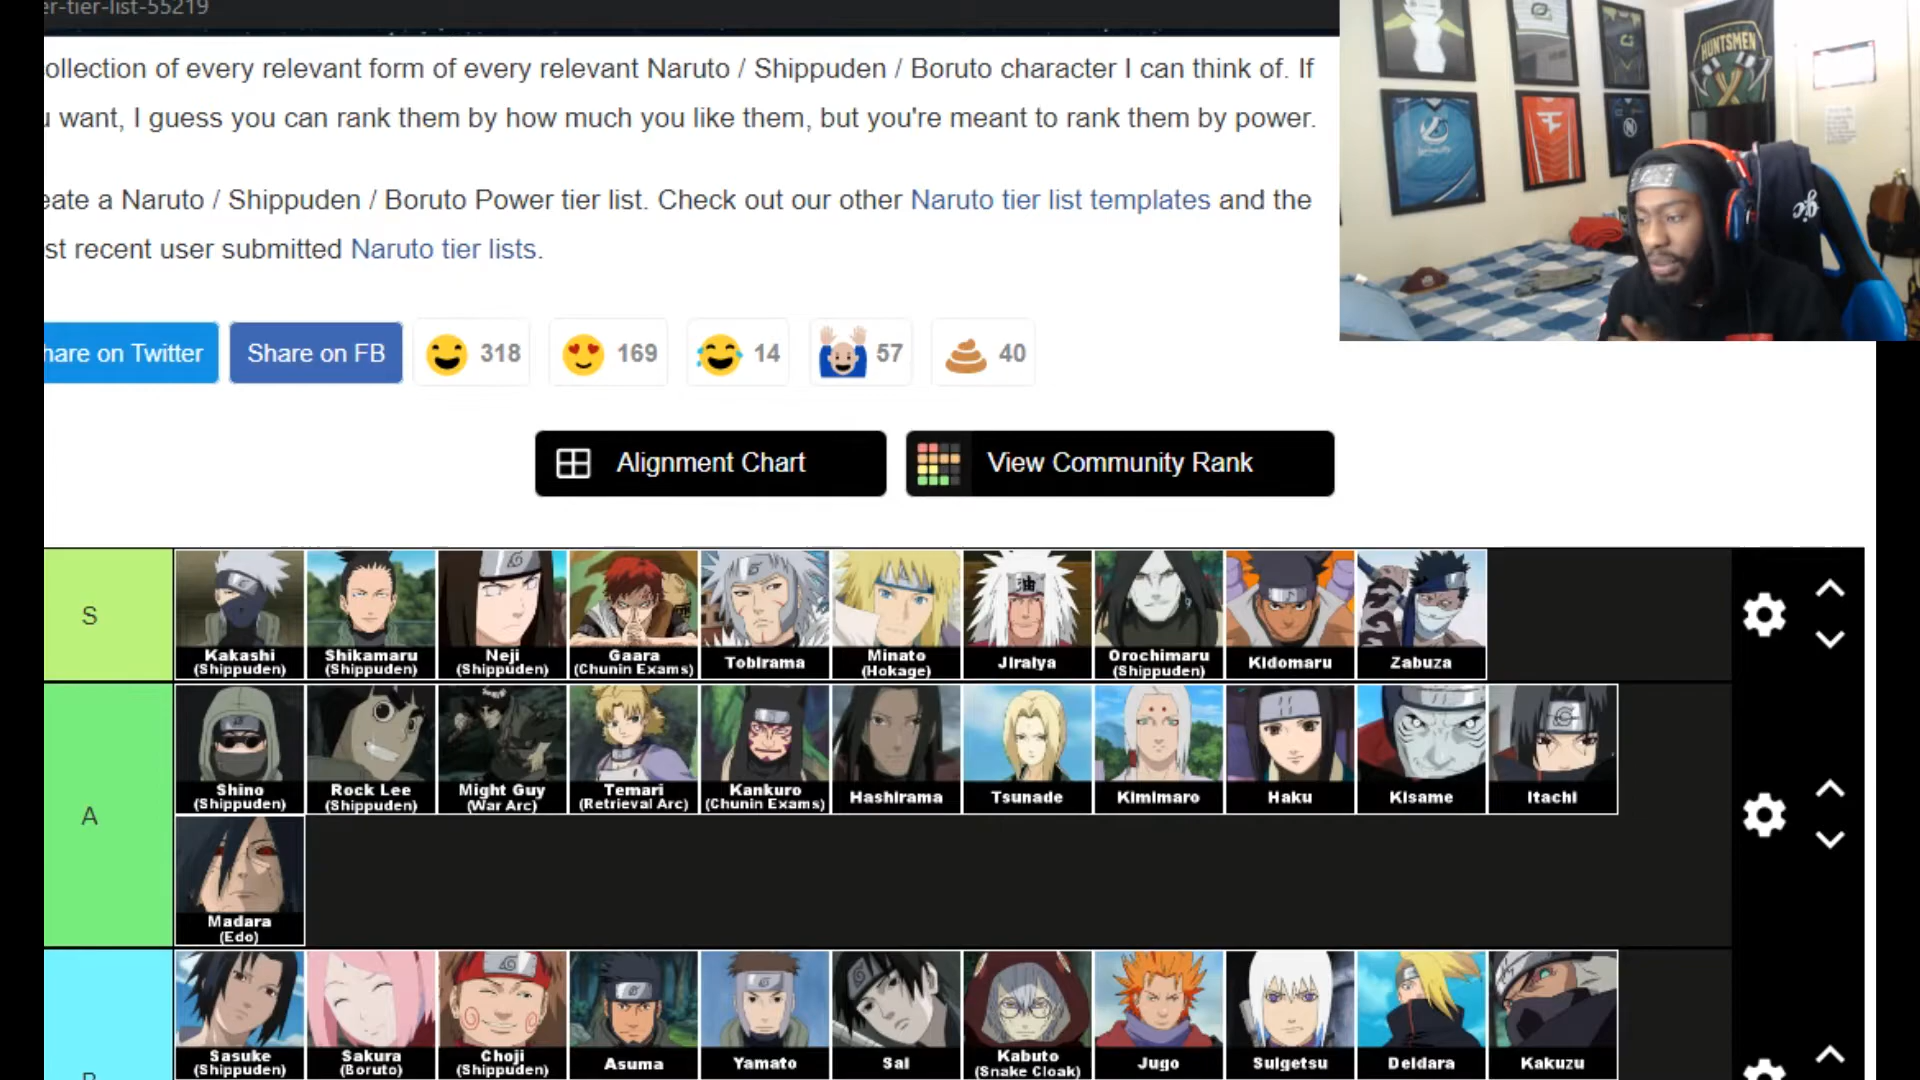 er-tier-list-55219
ollection of every relevant form of every relevant Naruto / Shippuden / Boruto character I can think of. If
u want, I guess you can rank them by how much you like them, but you're meant to rank them by power.
eate a Naruto / Shippuden / Boruto Power tier list. Check out our other Naruto tier list templates and the
st recent user submitted Naruto tier lists.
hare on Twitter
Share on FB
318
169
14
57
40
Alignment Chart
View Community Rank
HUNTSMEN
S
Kakashi
(Shippuden)
Shikamaru
(Shippuden)
Neji
(Shippuden)
Gaara
(Chunin Exams)
Tobirama
Minato
(Hokage)
Jiraiya
Orochimaru
(Shippuden)
Kidomaru
Zabuza
A
Shino
(Shippuden)
Rock Lee
(Shippuden)
Might Guy
(War Arc)
Temari
(Retrieval Arc)
Kankuro
(Chunin Exams)
Hashirama
Tsunade
Kimimaro
Haku
Kisame
Itachi
Madara
(Edo)
Sasuke
(Shippuden)
Sakura
(Boruto)
Choji
(Shippuden)
Asuma
Yamato
Sai
Kabuto
(Snake Cloak)
Jugo
Suigetsu
Deidara
Kakuzu